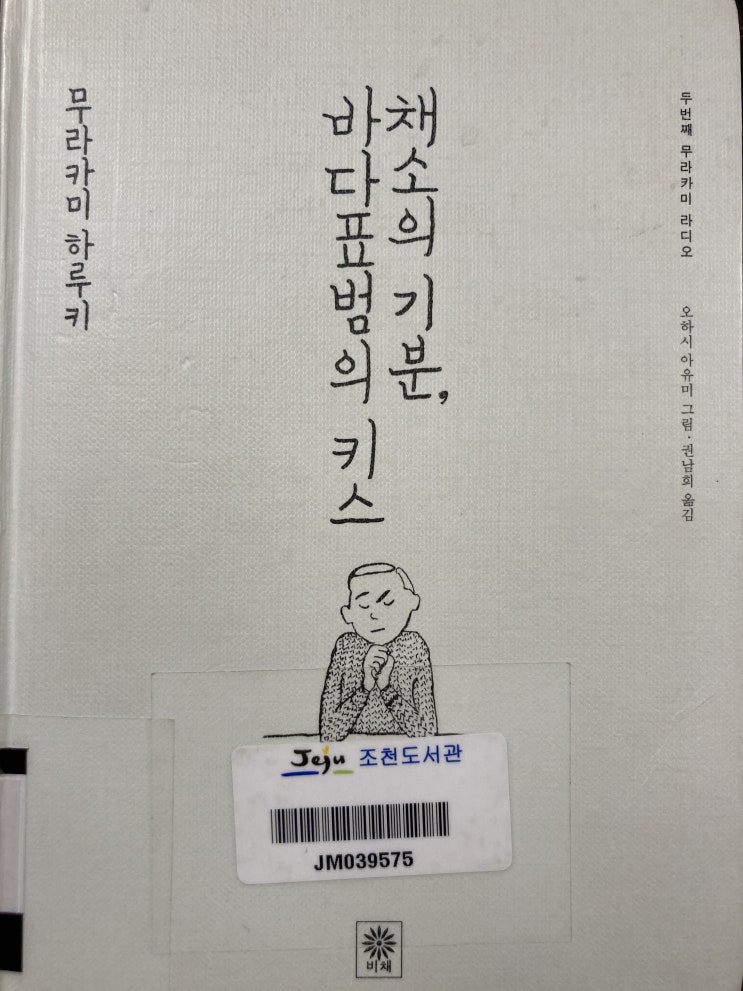 두번째 무라카미 라디오
오하시 아유미 그림·권남희 옮김
채소의 기분,
바다표범의 키스
무라카미 하루키
Jeju 조천도서관
JM039575
비채